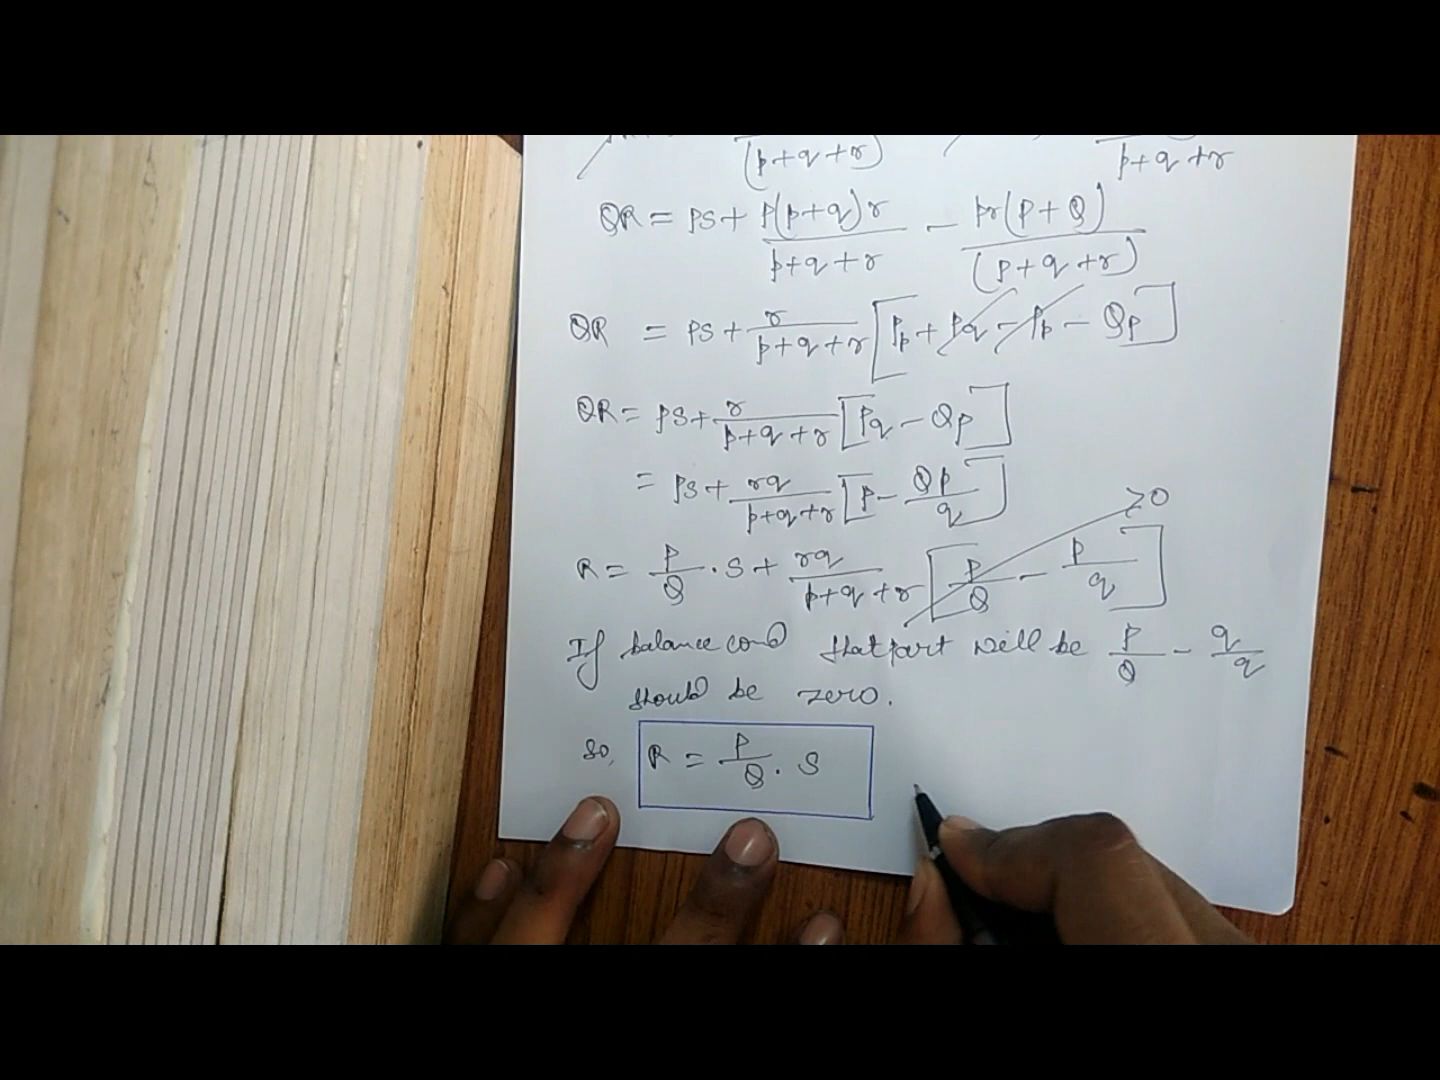 (p+q+r) p+q+r
QR = PS + P(p+q)r / p+q+r - pr(P+Q) / (p+q+r)
QR = PS + r / p+q+r [Pp + Pq - Pp - Qp]
QR = PS + r / p+q+r [Pq - Qp]
= PS + rq / p+q+r [P - Qp / q]
R = P / Q . S + rq / p+q+r [P / Q - p / q]
If balance cond that part will be P / Q - q / q
should be zero.
So, R = P / Q . S